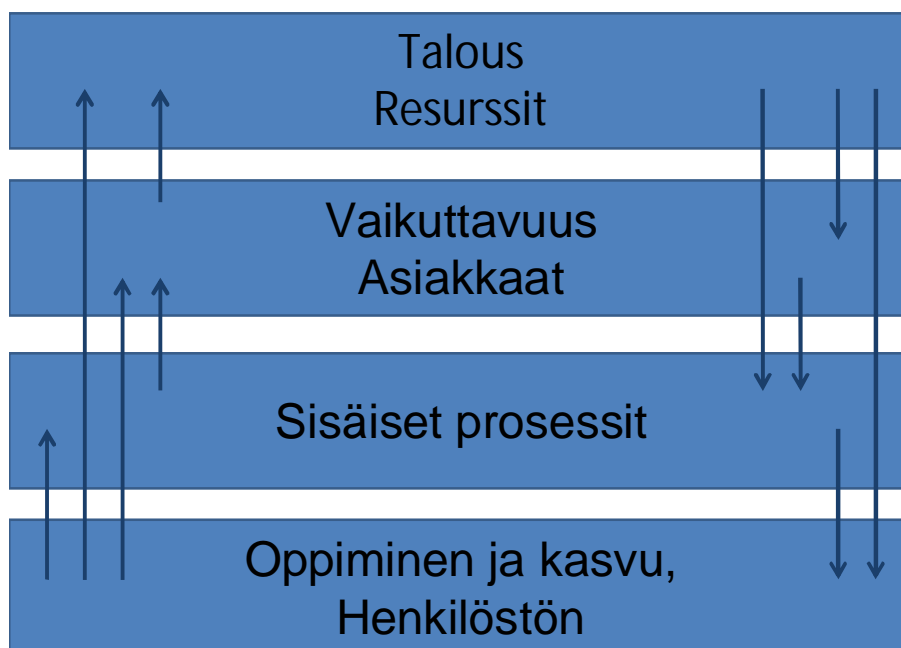 Talous
Resurssit
Vaikuttavuus
Asiakkaat
Sisäiset prosessit
Oppiminen ja kasvu,
Henkilöstön